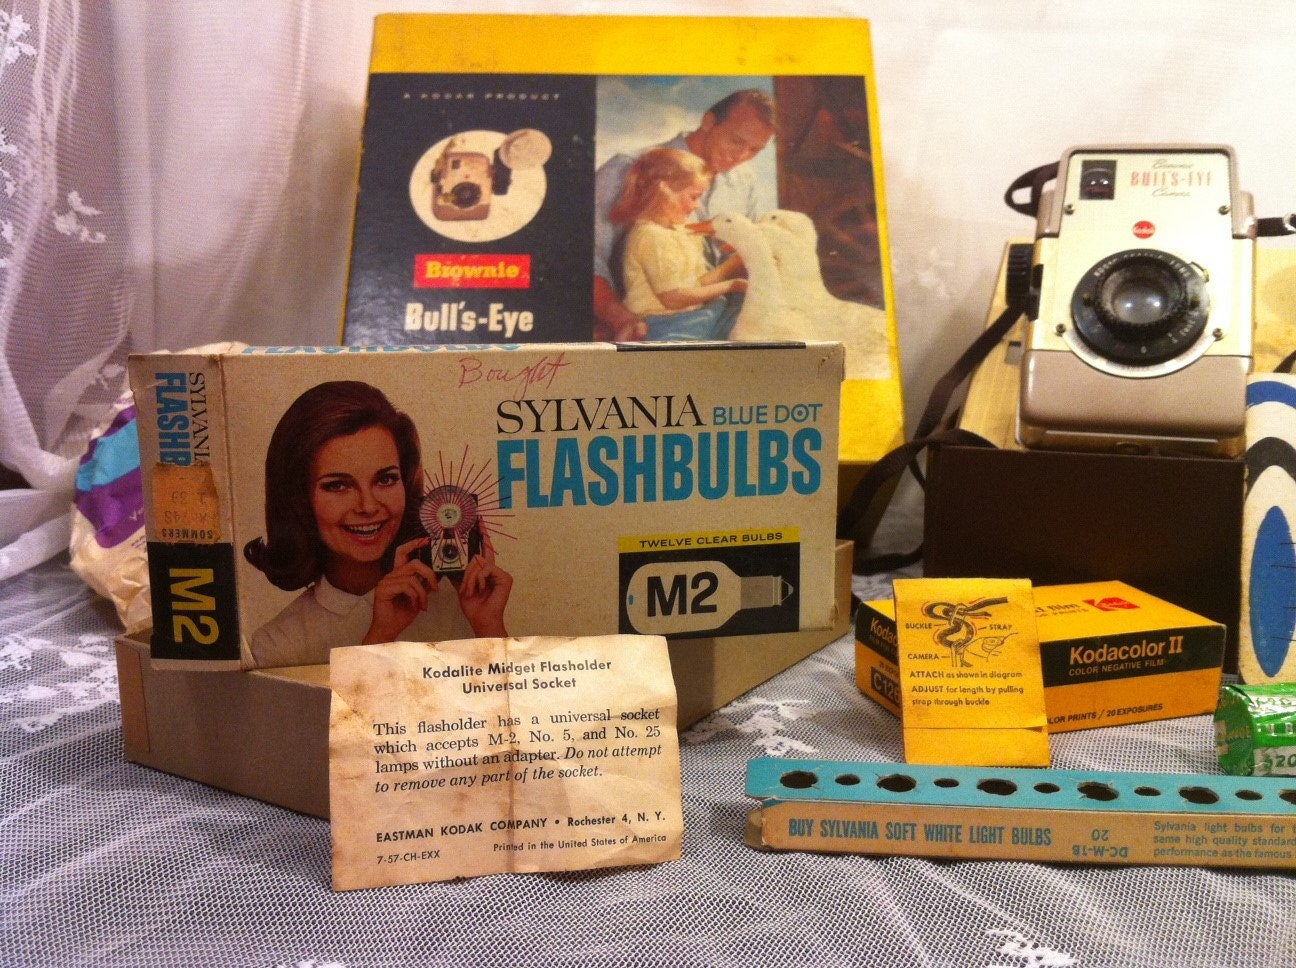 A KODAK PRODUCT
Brownie
Bull's-Eye
Brownie
BULL'S-EYE
Camera
Kodak
FLASHBULBS
Bought
SYLVANIA BLUE DOT
FLASHBULBS
TWELVE CLEAR BULBS
M2
SOMMERS
M2
Kodalite Midget Flasholder
Universal Socket
This flasholder has a universal socket
which accepts M-2, No. 5, and No. 25
lamps without an adapter. Do not attempt
to remove any part of the socket.
EASTMAN KODAK COMPANY • Rochester 4, N. Y.
7-57-CH-EXX
Printed in the United States of America
BUCKLE
STRAP
CAMERA
ATTACH as shown in diagram
ADJUST for length by pulling
strap through buckle
Kodacolor II
COLOR NEGATIVE FILM
LOR PRINTS / 20 EXPOSURES
BUY SYLVANIA SOFT WHITE LIGHT BULBS
DC-M-1B
20
Sylvania light bulbs for
same high quality standard
performance as the famous